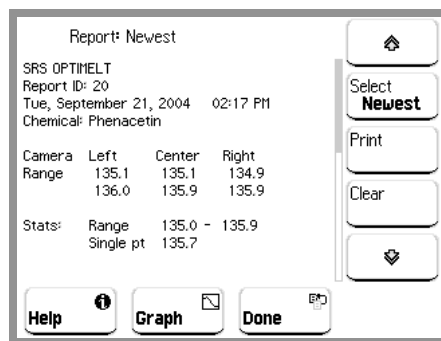 Report: Newest
SRS OPTIMELT
Report ID: 20
Tue, September 21, 2004 02:17 PM
Chemical: Phenacetin
Camera Left Center Right
Range 135.1 135.1 134.9
136.0 135.9 135.9
Stats: Range 135.0 - 135.9
Single pt 135.7
Select
Newest
Print
Clear
Help
Graph
Done